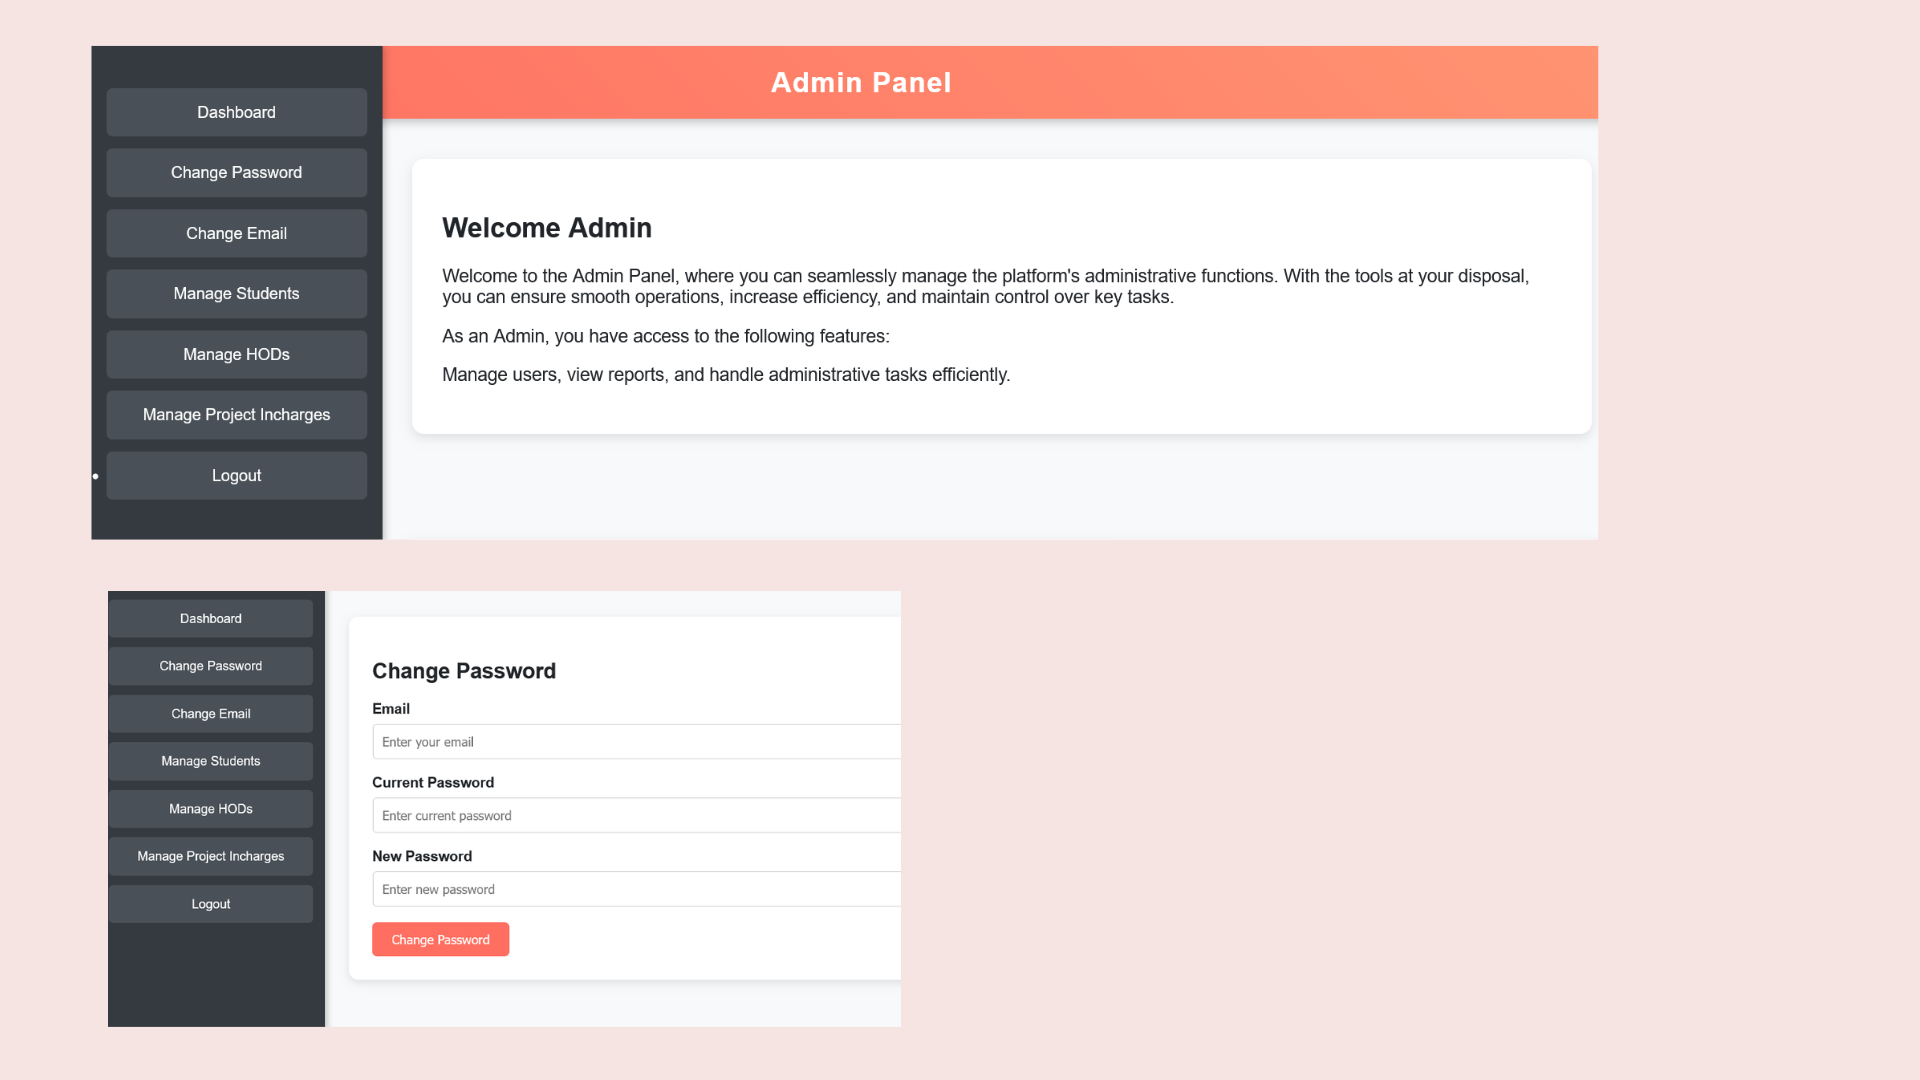 Admin Panel
Dashboard
Change Password
Change Email
Manage Students
Manage HODs
Manage Project Incharges
Logout
Welcome Admin
Welcome to the Admin Panel, where you can seamlessly manage the platform's administrative functions. With the tools at your disposal,
you can ensure smooth operations, increase efficiency, and maintain control over key tasks.
As an Admin, you have access to the following features:
Manage users, view reports, and handle administrative tasks efficiently.
Dashboard
Change Password
Change Email
Manage Students
Manage HODs
Manage Project Incharges
Logout
Change Password
Email
Enter your email
Current Password
Enter current password
New Password
Enter new password
Change Password